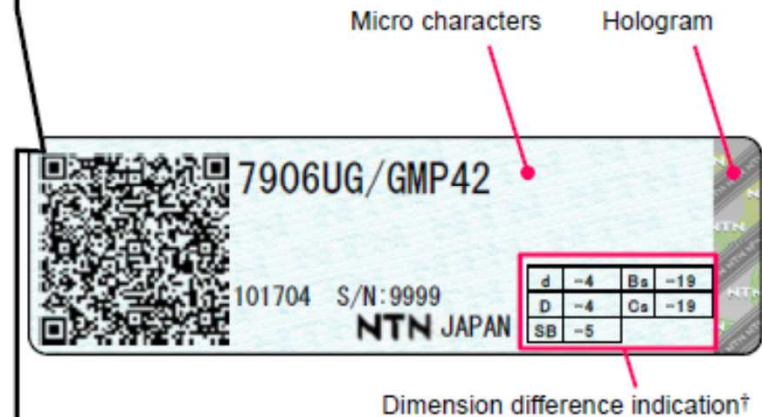 Micro characters Hologram
7906UG/GMP42
101704 S/N:9999
NTN JAPAN
d -4 Bs -19
D -4 Cs -19
SB -5
NTN
Dimension difference indication†